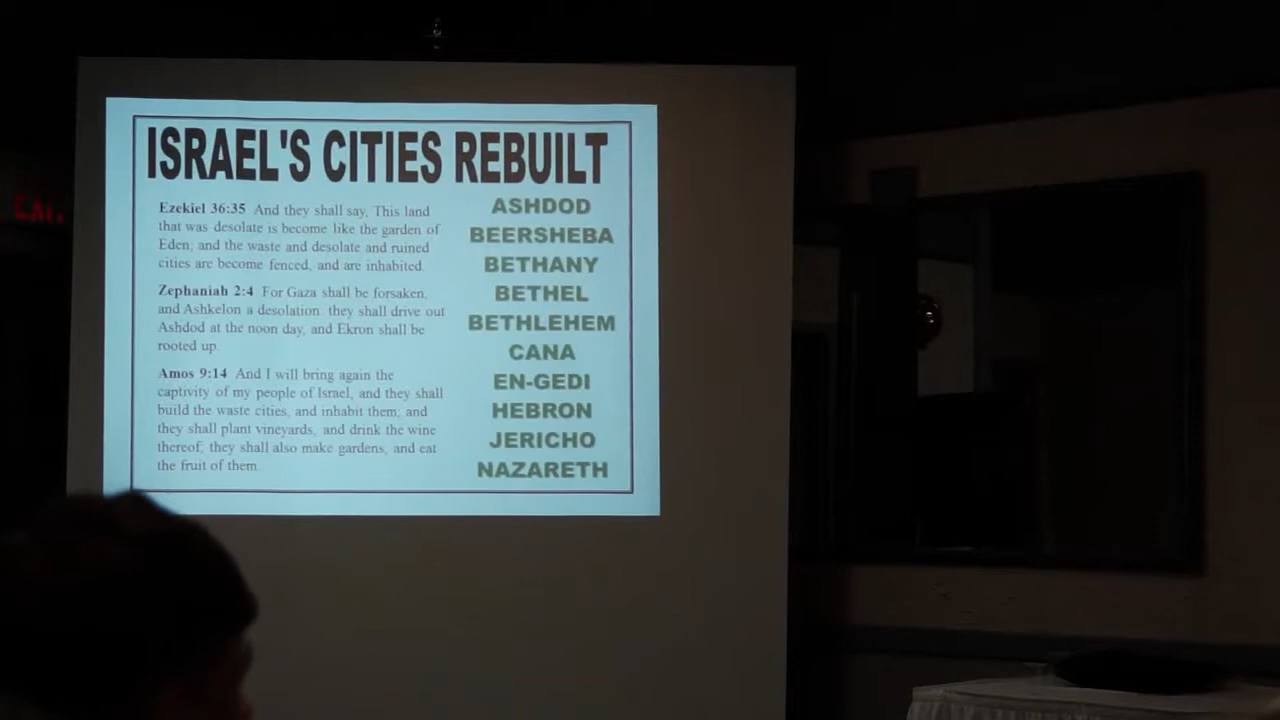 ISRAEL'S CITIES REBUILT
Ezekiel 36:35 And they shall say, This land
that was desolate is become like the garden of
Eden; and the waste and desolate and ruined
cities are become fenced, and are inhabited.
Zephaniah 2:4 For Gaza shall be forsaken,
and Ashkelon a desolation: they shall drive out
Ashdod at the noon day, and Ekron shall be
rooted up.
Amos 9:14 And I will bring again the
captivity of my people of Israel, and they shall
build the waste cities, and inhabit them; and
they shall plant vineyards, and drink the wine
thereof; they shall also make gardens, and eat
the fruit of them.
ASHDOD
BEERSHEBA
BETHANY
BETHEL
BETHLEHEM
CANA
EN-GEDI
HEBRON
JERICHO
NAZARETH